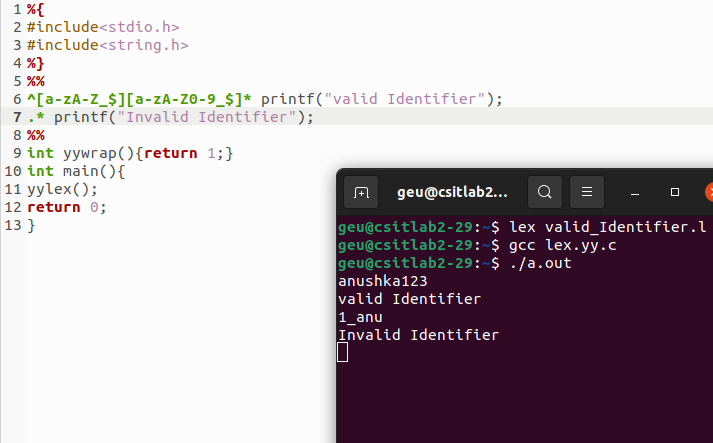 1 %{
2 #include<stdio.h>
3 #include<string.h>
4 %}
5 %%
6 ^[a-zA-Z_$][a-zA-Z0-9_$]* printf("valid Identifier");
7 .* printf("Invalid Identifier");
8 %%
9 int yywrap(){return 1;}
10 int main(){
11 yylex();
12 return 0;
13 }
geu@csitlab2...
geu@csitlab2-29:~$ lex valid_Identifier.l
geu@csitlab2-29:~$ gcc lex.yy.c
geu@csitlab2-29:~$ ./a.out
anushka123
valid Identifier
1_anu
Invalid Identifier